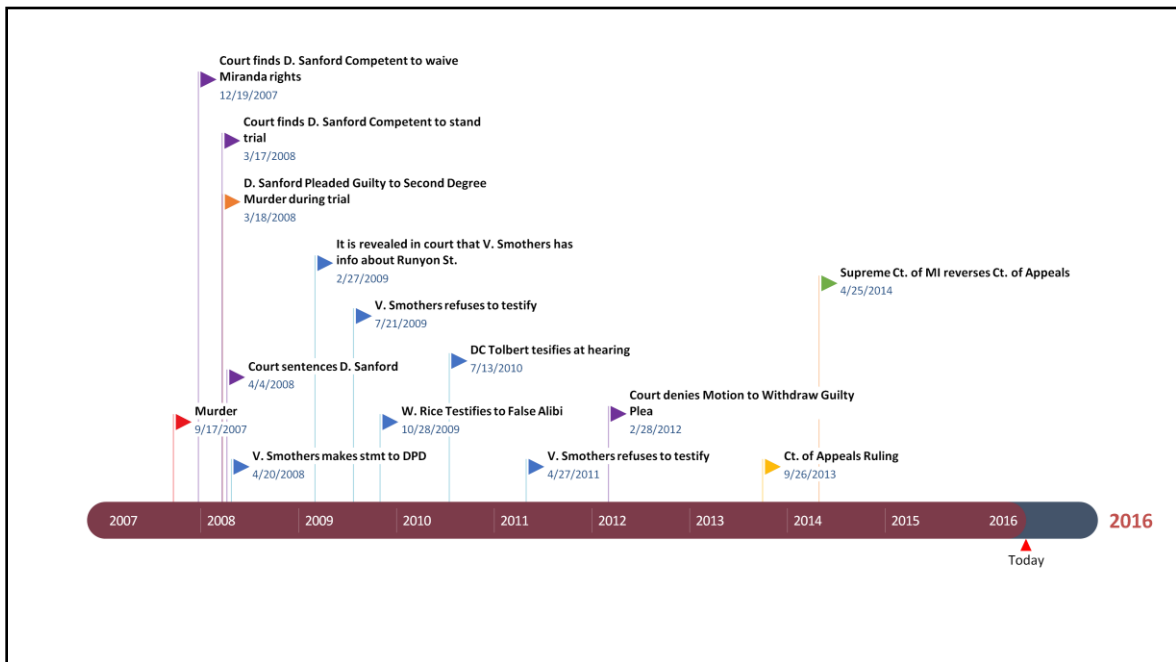 Court finds D. Sanford Competent to waive
Miranda rights
12/19/2007
Court finds D. Sanford Competent to stand
trial
3/17/2008
D. Sanford Pleaded Guilty to Second Degree
Murder during trial
3/18/2008
It is revealed in court that V. Smothers has
info about Runyon St.
2/27/2009
Supreme Ct. of MI reverses Ct. of Appeals
4/25/2014
V. Smothers refuses to testify
7/21/2009
DC Tolbert tesifies at hearing
7/13/2010
Court sentences D. Sanford
4/4/2008
Court denies Motion to Withdraw Guilty
Plea
2/28/2012
Murder
9/17/2007
W. Rice Testifies to False Alibi
10/28/2009
V. Smothers makes stmt to DPD
4/20/2008
V. Smothers refuses to testify
4/27/2011
Ct. of Appeals Ruling
9/26/2013
2007 2008 2009 2010 2011 2012 2013 2014 2015 2016 2016
Today